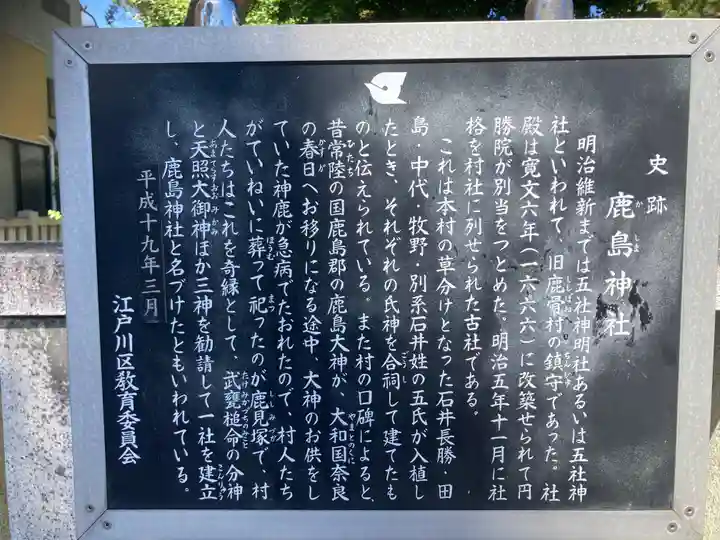 史跡
鹿島神社
明治維新までは五社神明社あるいは五社神
社といわれて、旧鹿骨村の鎮守であった。社
殿は寛文六年(一六六六)に改築せられて円
勝院が別当をつとめた。明治五年十一月に社
格を村社に列せられた古社である。
これは本村の草分けとなった石井長勝・田
島・中代・牧野・別系石井姓の五氏が入植し
たとき、それぞれの氏神を合祠して建てたも
のと伝えられている。また村の口碑によると、
昔常陸の国鹿島郡の鹿島大神が、大和国奈良
の春日へお移りになる途中、大神のお供をし
ていた神鹿が急病でたおれたので、村人たち
がていねいに葬って祀ったのが鹿見塚で、村
人たちはこれを奇縁として、武甕槌命の分神
と天照大御神ほか三神を勧請して一社を建立
し、鹿島神社と名づけたともいわれている。
平成十九年三月
江戸川区教育委員会